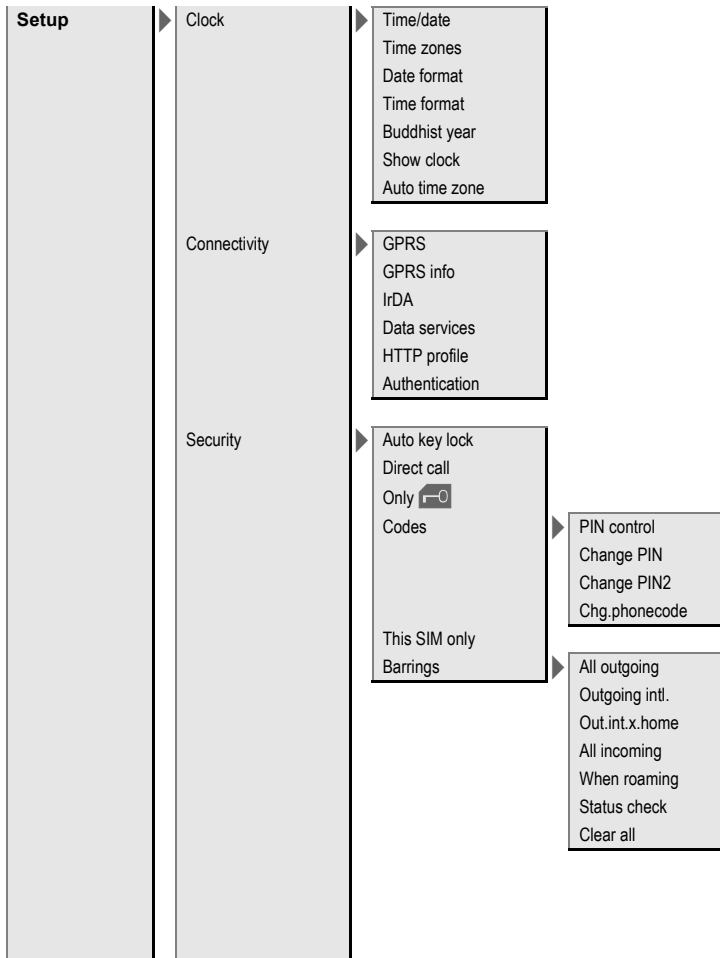 Setup
Clock
Time/date
Time zones
Date format
Time format
Buddhist year
Show clock
Auto time zone
Connectivity
GPRS
GPRS info
IrDA
Data services
HTTP profile
Authentication
Security
Auto key lock
Direct call
Only
Codes
PIN control
Change PIN
Change PIN2
Chg.phonecode
This SIM only
Barrings
All outgoing
Outgoing intl.
Out.int.x.home
All incoming
When roaming
Status check
Clear all